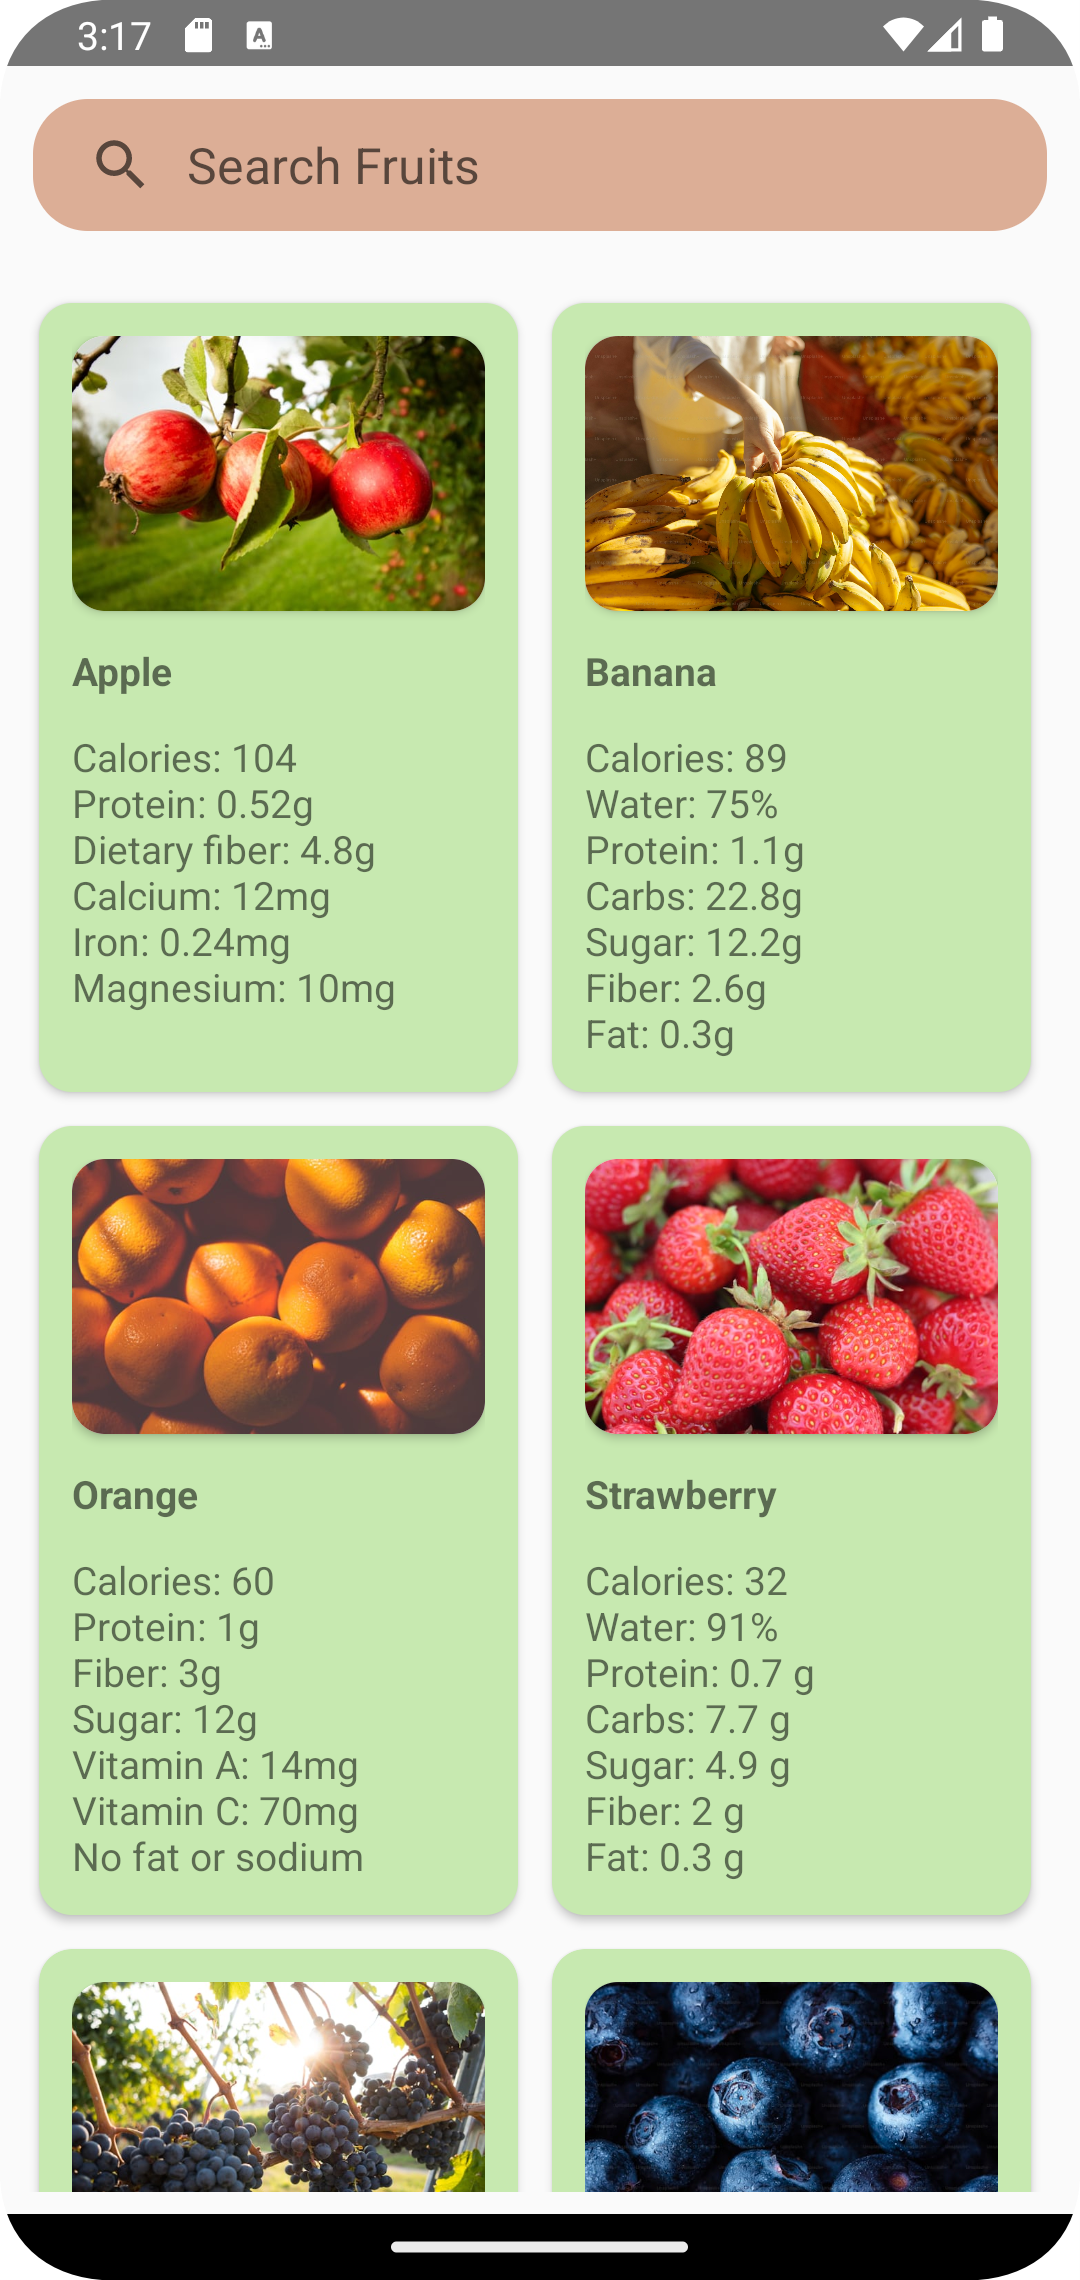 3:17
A
Search Fruits
Apple
Calories: 104
Protein: 0.52g
Dietary fiber: 4.8g
Calcium: 12mg
Iron: 0.24mg
Magnesium: 10mg
Banana
Calories: 89
Water: 75%
Protein: 1.1g
Carbs: 22.8g
Sugar: 12.2g
Fiber: 2.6g
Fat: 0.3g
Orange
Calories: 60
Protein: 1g
Fiber: 3g
Sugar: 12g
Vitamin A: 14mg
Vitamin C: 70mg
No fat or sodium
Strawberry
Calories: 32
Water: 91%
Protein: 0.7 g
Carbs: 7.7 g
Sugar: 4.9 g
Fiber: 2 g
Fat: 0.3 g